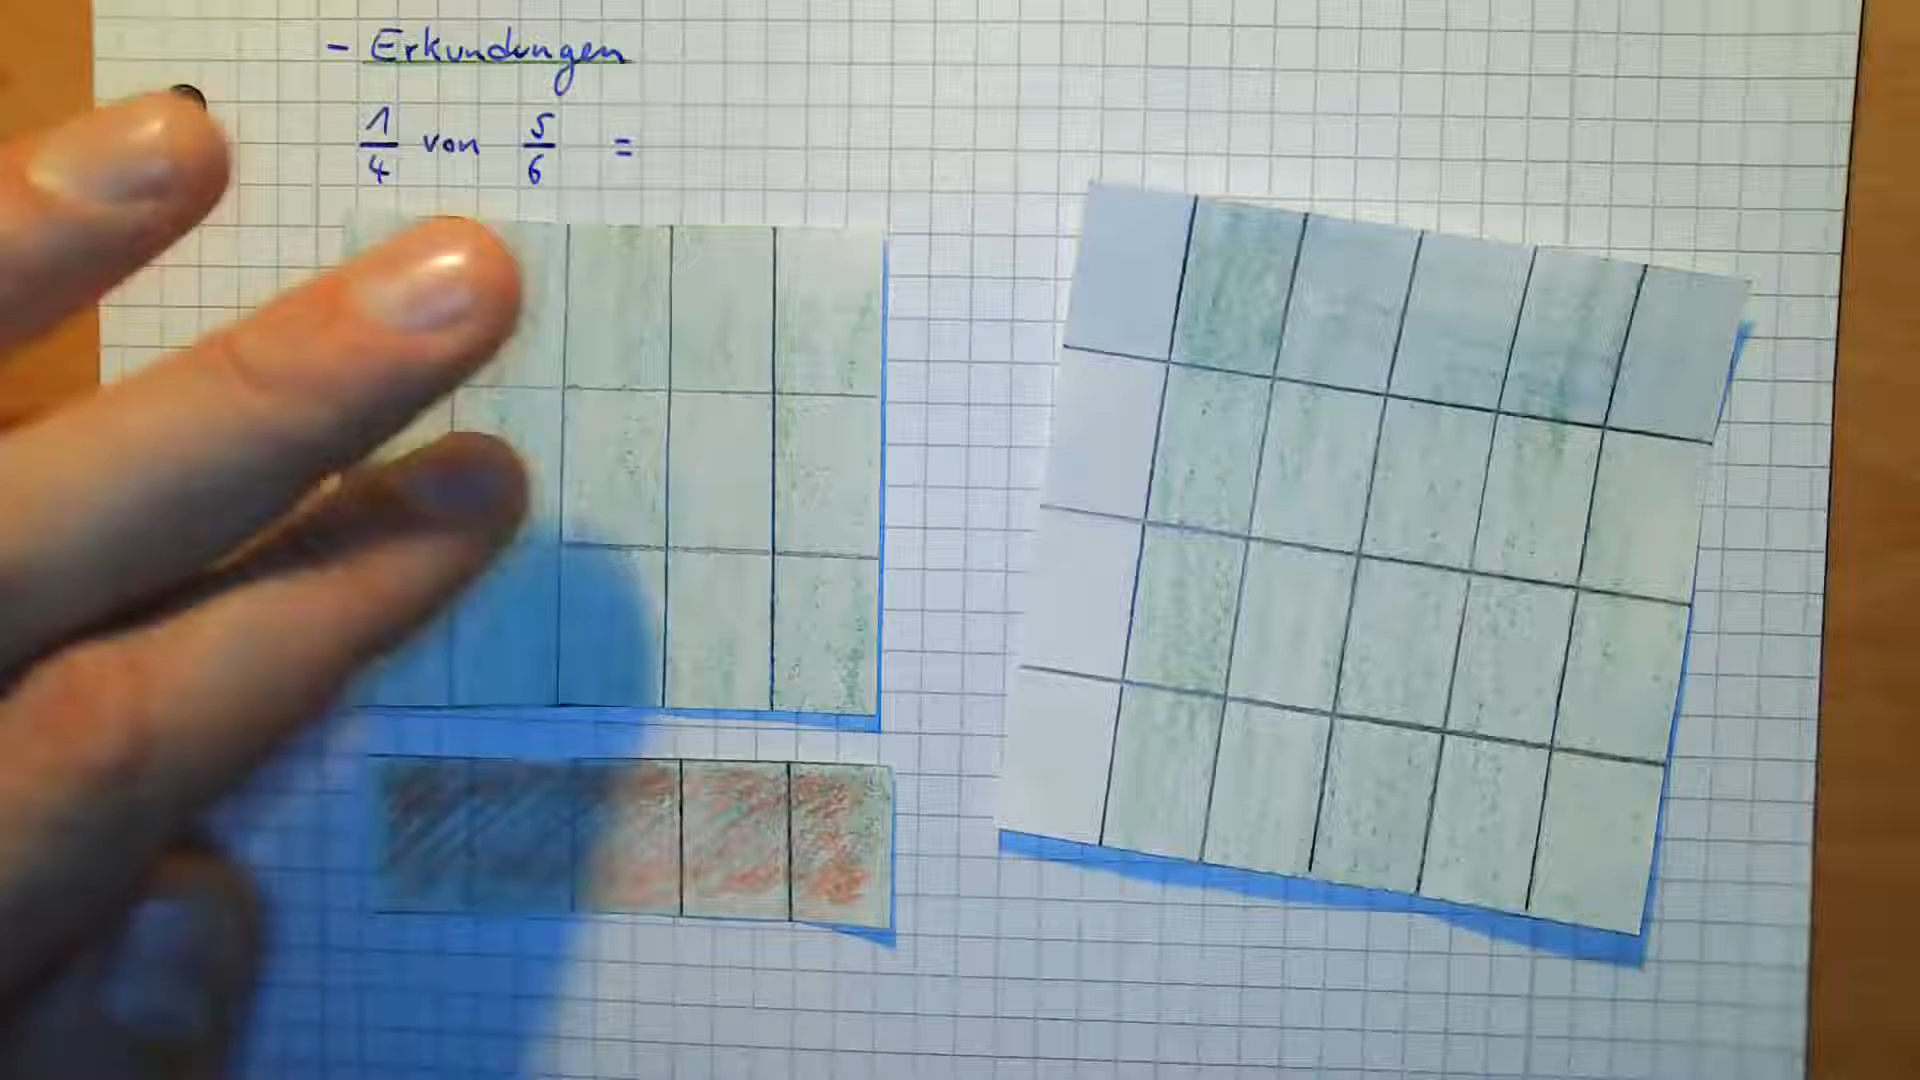 - Erkundungen
1/4 von 5/6 =